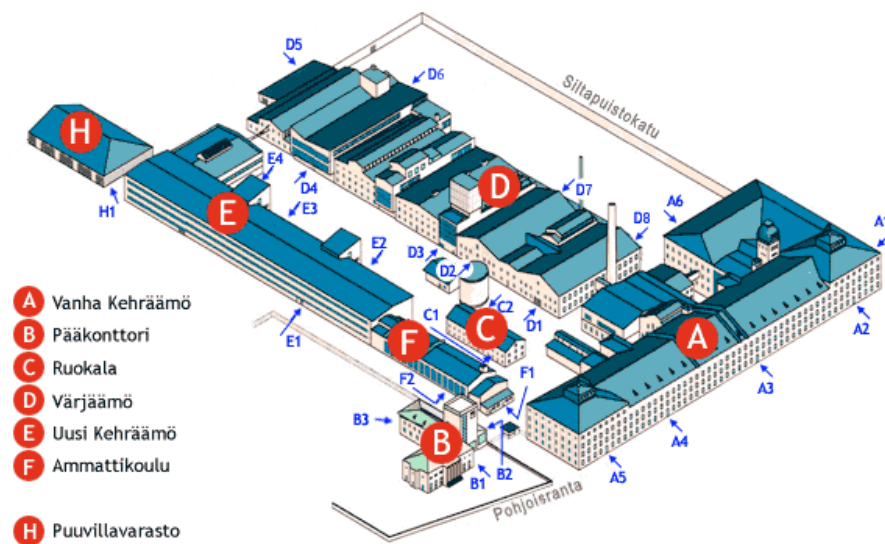 D5
D6
Siltapuistokatu
H
E4
D4
D
D7
H1
E
E3
A6
D8
A1
E2
D3
D2
A Vanha Kehräämö
C2
B Pääkonttori
C1
C
D1
A2
E1
F
A
C Ruokala
F1
A3
D Värjäämö
F2
B3
E Uusi Kehräämö
B
A4
F Ammattikoulu
B2
B1
A5
Pohjoisranta
H Puuvillavarasto